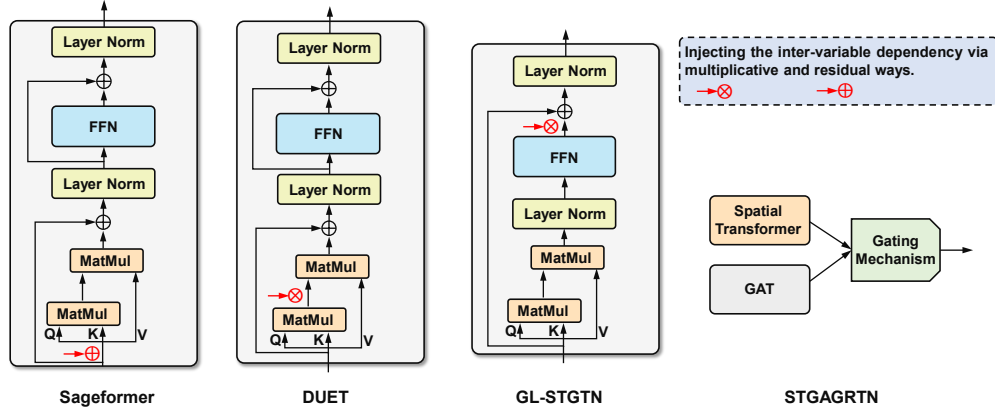 Layer Norm
FFN
Layer Norm
MatMul
MatMul
Q
K
V
Sageformer
Layer Norm
FFN
Layer Norm
MatMul
MatMul
Q
K
V
DUET
Layer Norm
FFN
Layer Norm
MatMul
MatMul
Q
K
V
GL-STGTN
Injecting the inter-variable dependency via
multiplicative and residual ways.
Spatial
Transformer
GAT
Gating
Mechanism
STGAGRTN